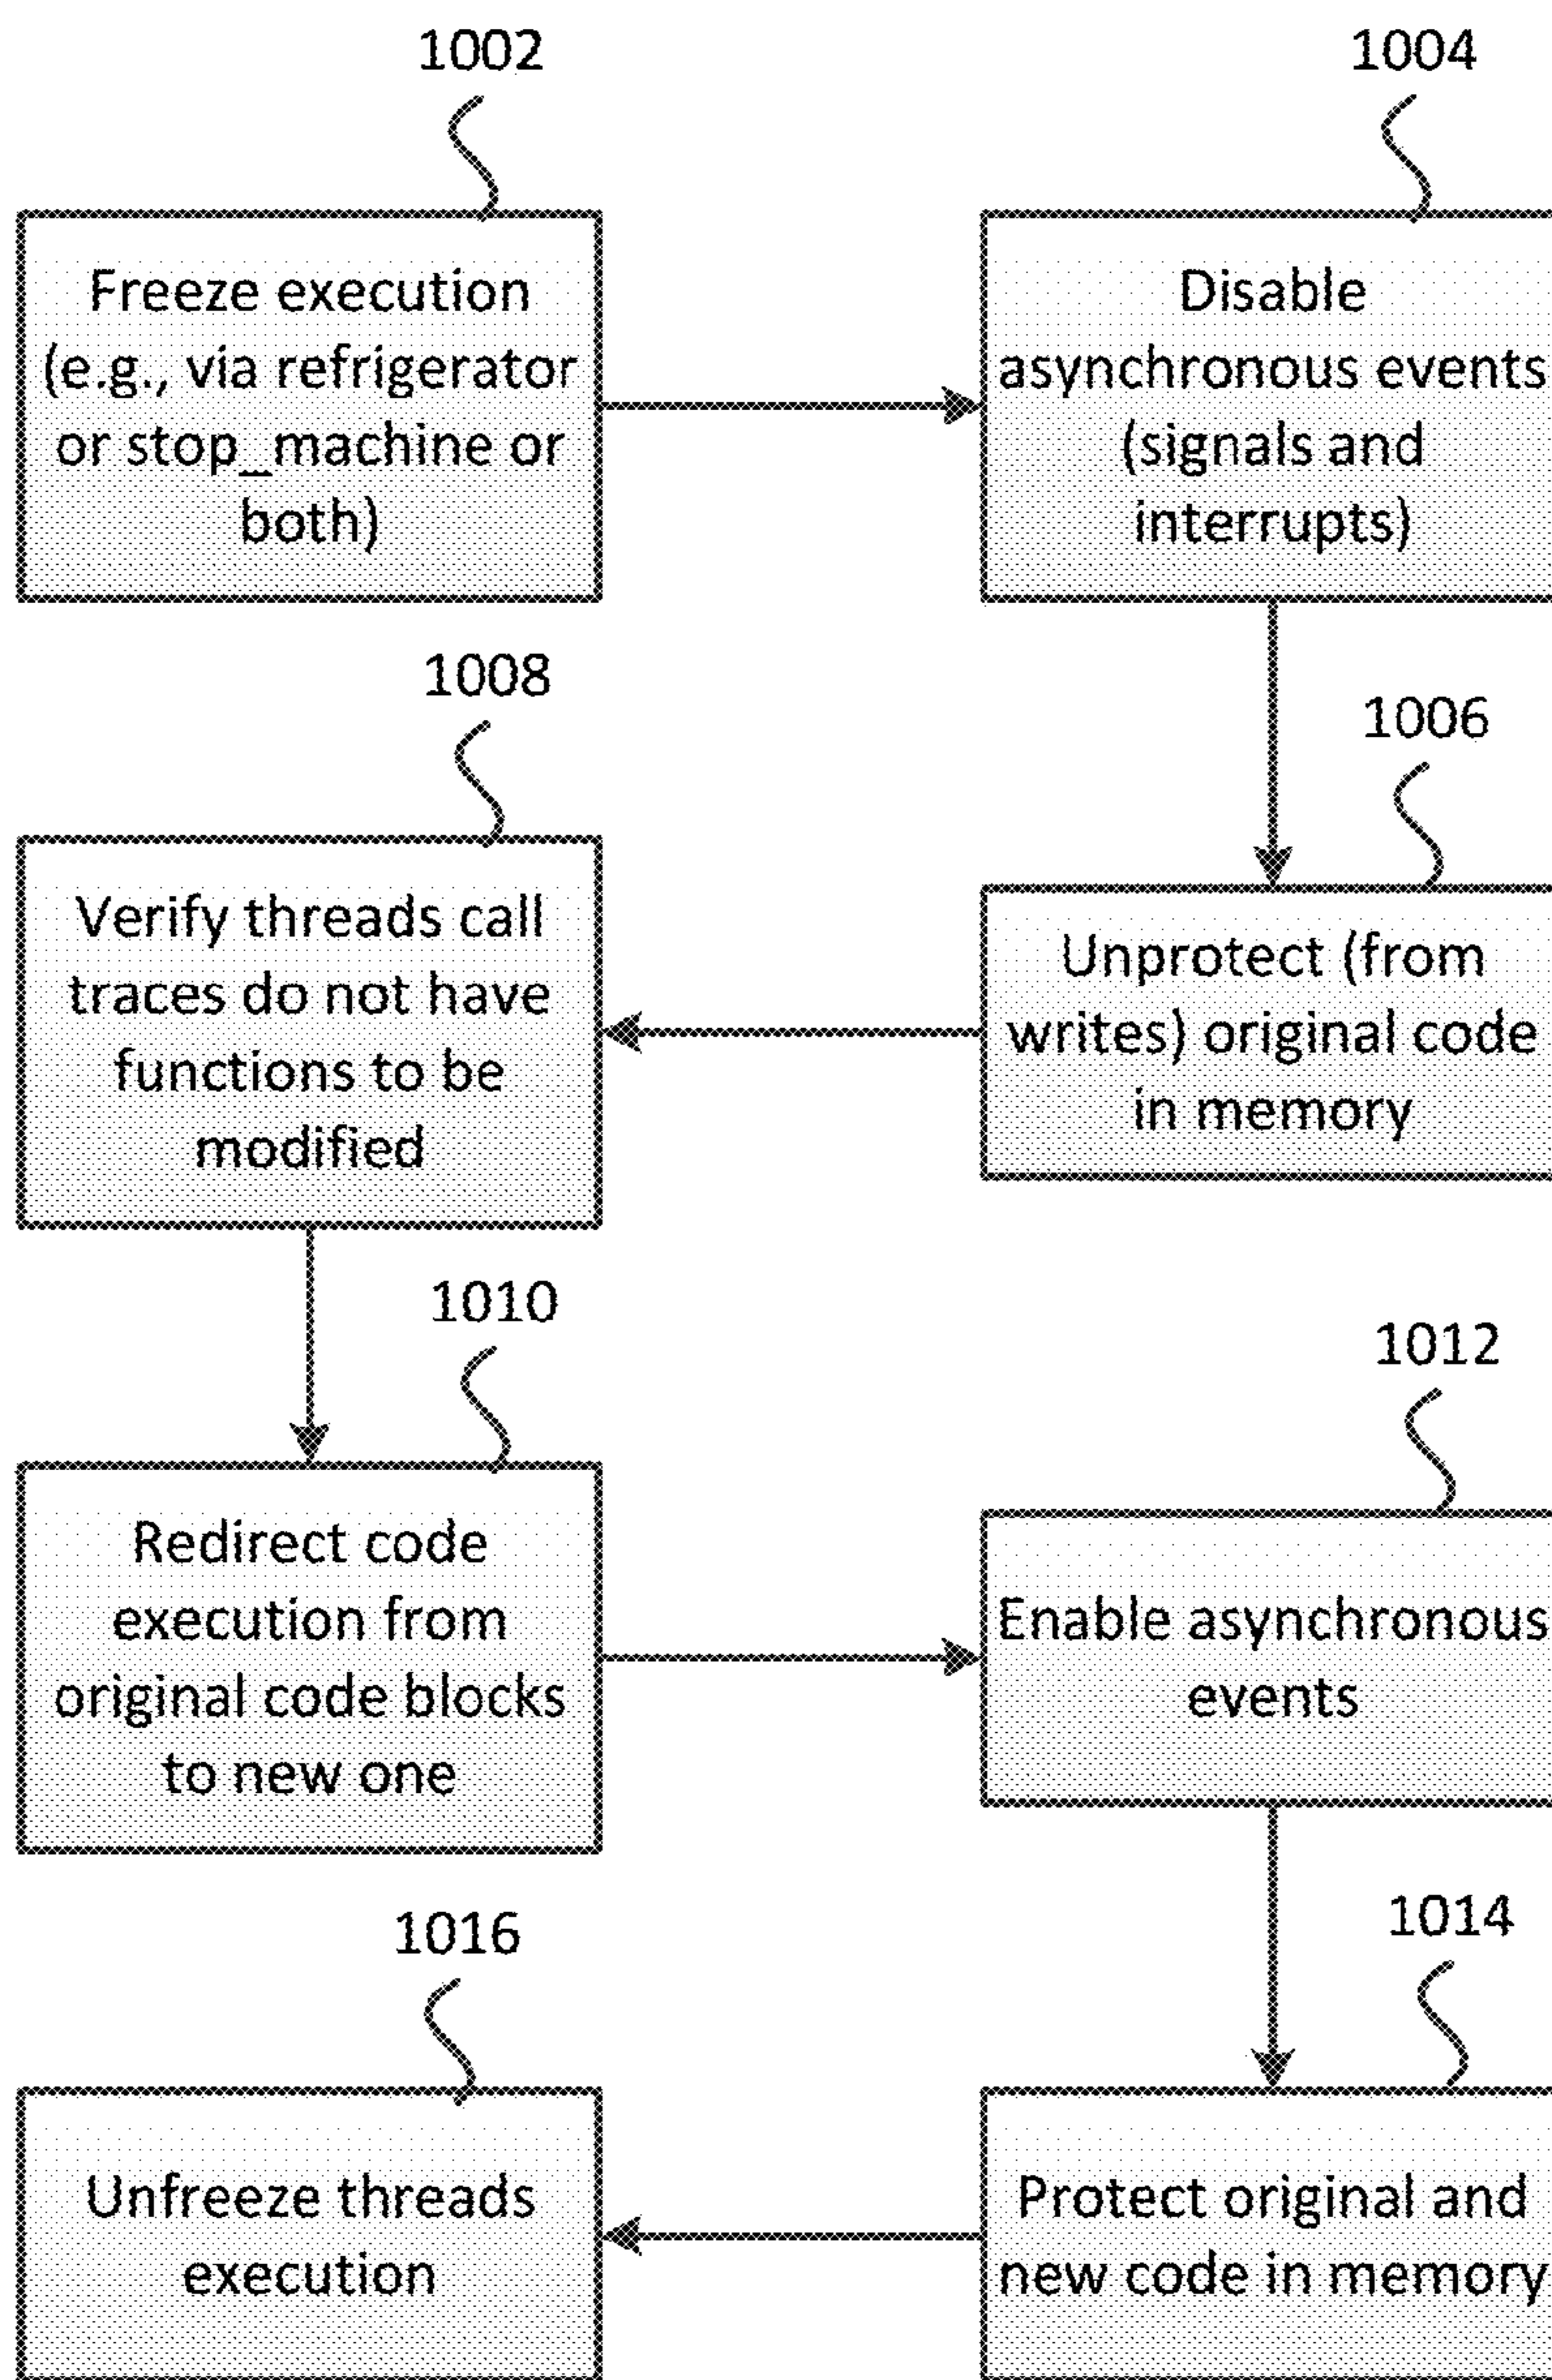 1002
Freeze execution
(e.g., via refrigerator
or stop_machine or
both)
1004
Disable
asynchronous events
(signals and
interrupts)
1006
Unprotect (from
writes) original code
in memory
1008
Verify threads call
traces do not have
functions to be
modified
1010
Redirect code
execution from
original code blocks
to new one
1012
Enable asynchronous
events
1014
Protect original and
new code in memory
1016
Unfreeze threads
execution